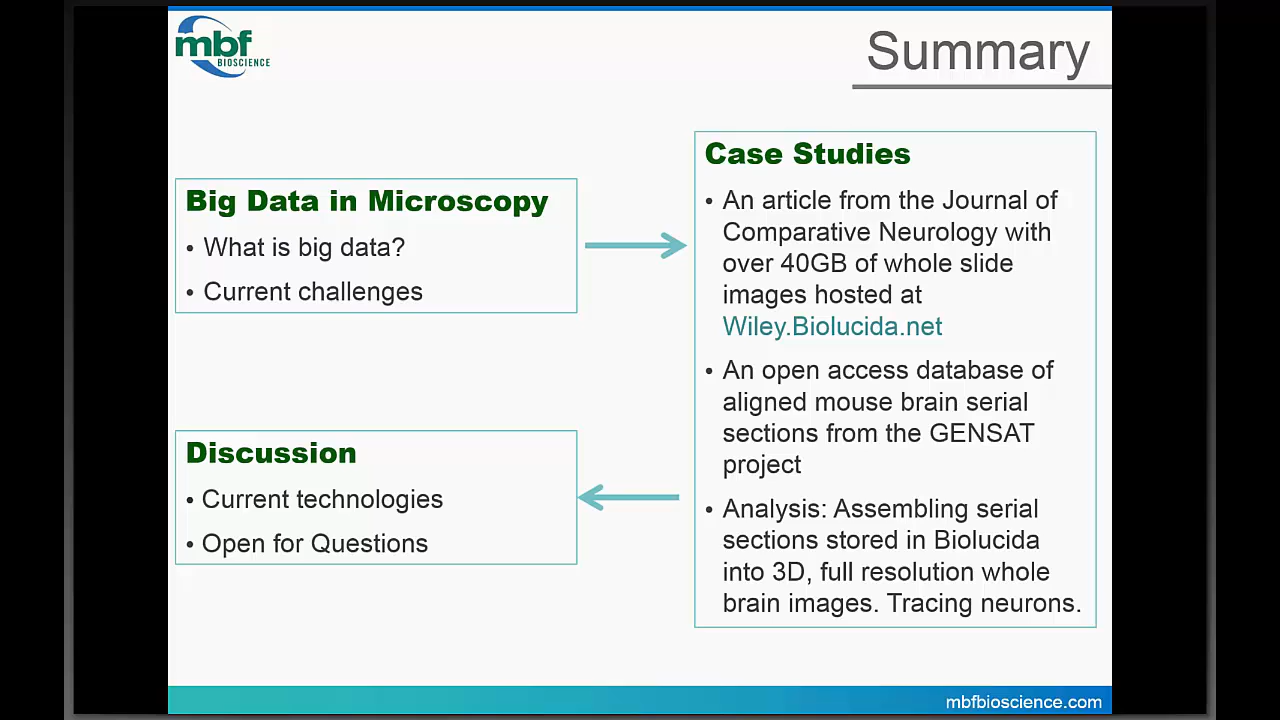 mbf
BIOSCIENCE
Summary
Big Data in Microscopy
• What is big data?
• Current challenges
Case Studies
• An article from the Journal of
Comparative Neurology with
over 40GB of whole slide
images hosted at
Wiley.Biolucida.net
• An open access database of
aligned mouse brain serial
sections from the GENSAT
project
• Analysis: Assembling serial
sections stored in Biolucida
into 3D, full resolution whole
brain images. Tracing neurons.
Discussion
• Current technologies
• Open for Questions
mbfbioscience.com